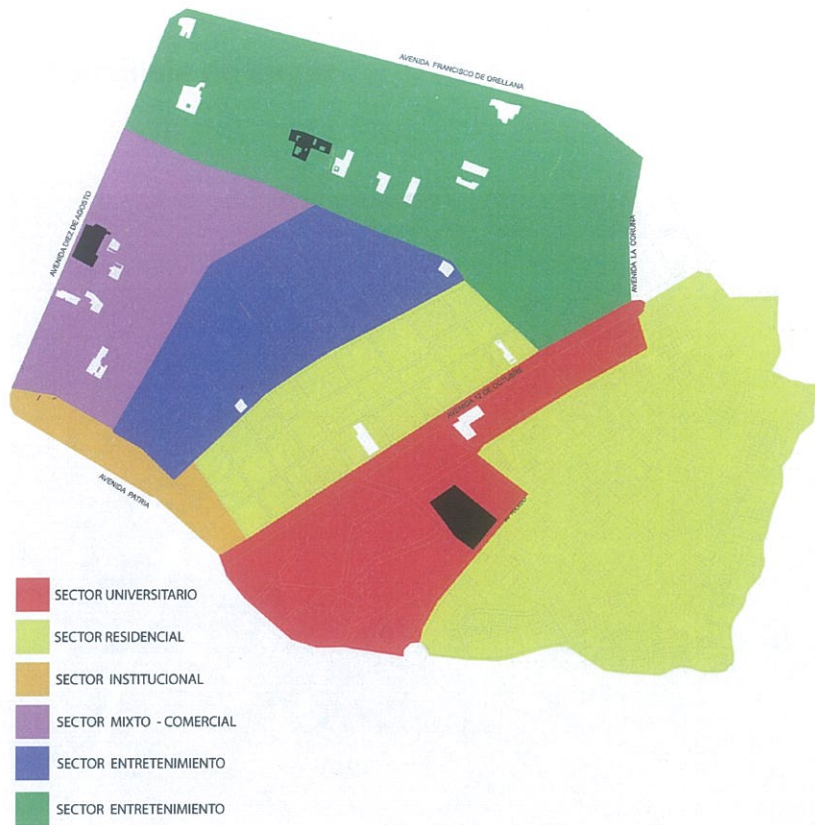 AVENIDA FRANCISCO DE ORELLANA
AVENIDA DIEZ DE AGOSTO
AVENIDA LA CORUÑA
AVENIDA 12 DE OCTUBRE
AVENIDA PATRIA
SECTOR UNIVERSITARIO
SECTOR RESIDENCIAL
SECTOR INSTITUCIONAL
SECTOR MIXTO - COMERCIAL
SECTOR ENTRETENIMIENTO
SECTOR ENTRETENIMIENTO